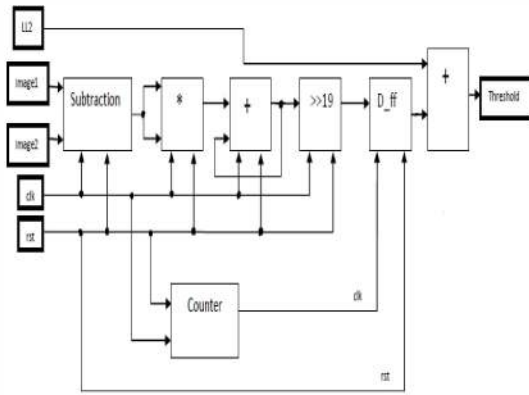 LL2
Image1
Image2
clk
rst
Subtraction
*
+
>>19
D_ff
+
Threshold
Counter
clk
rst